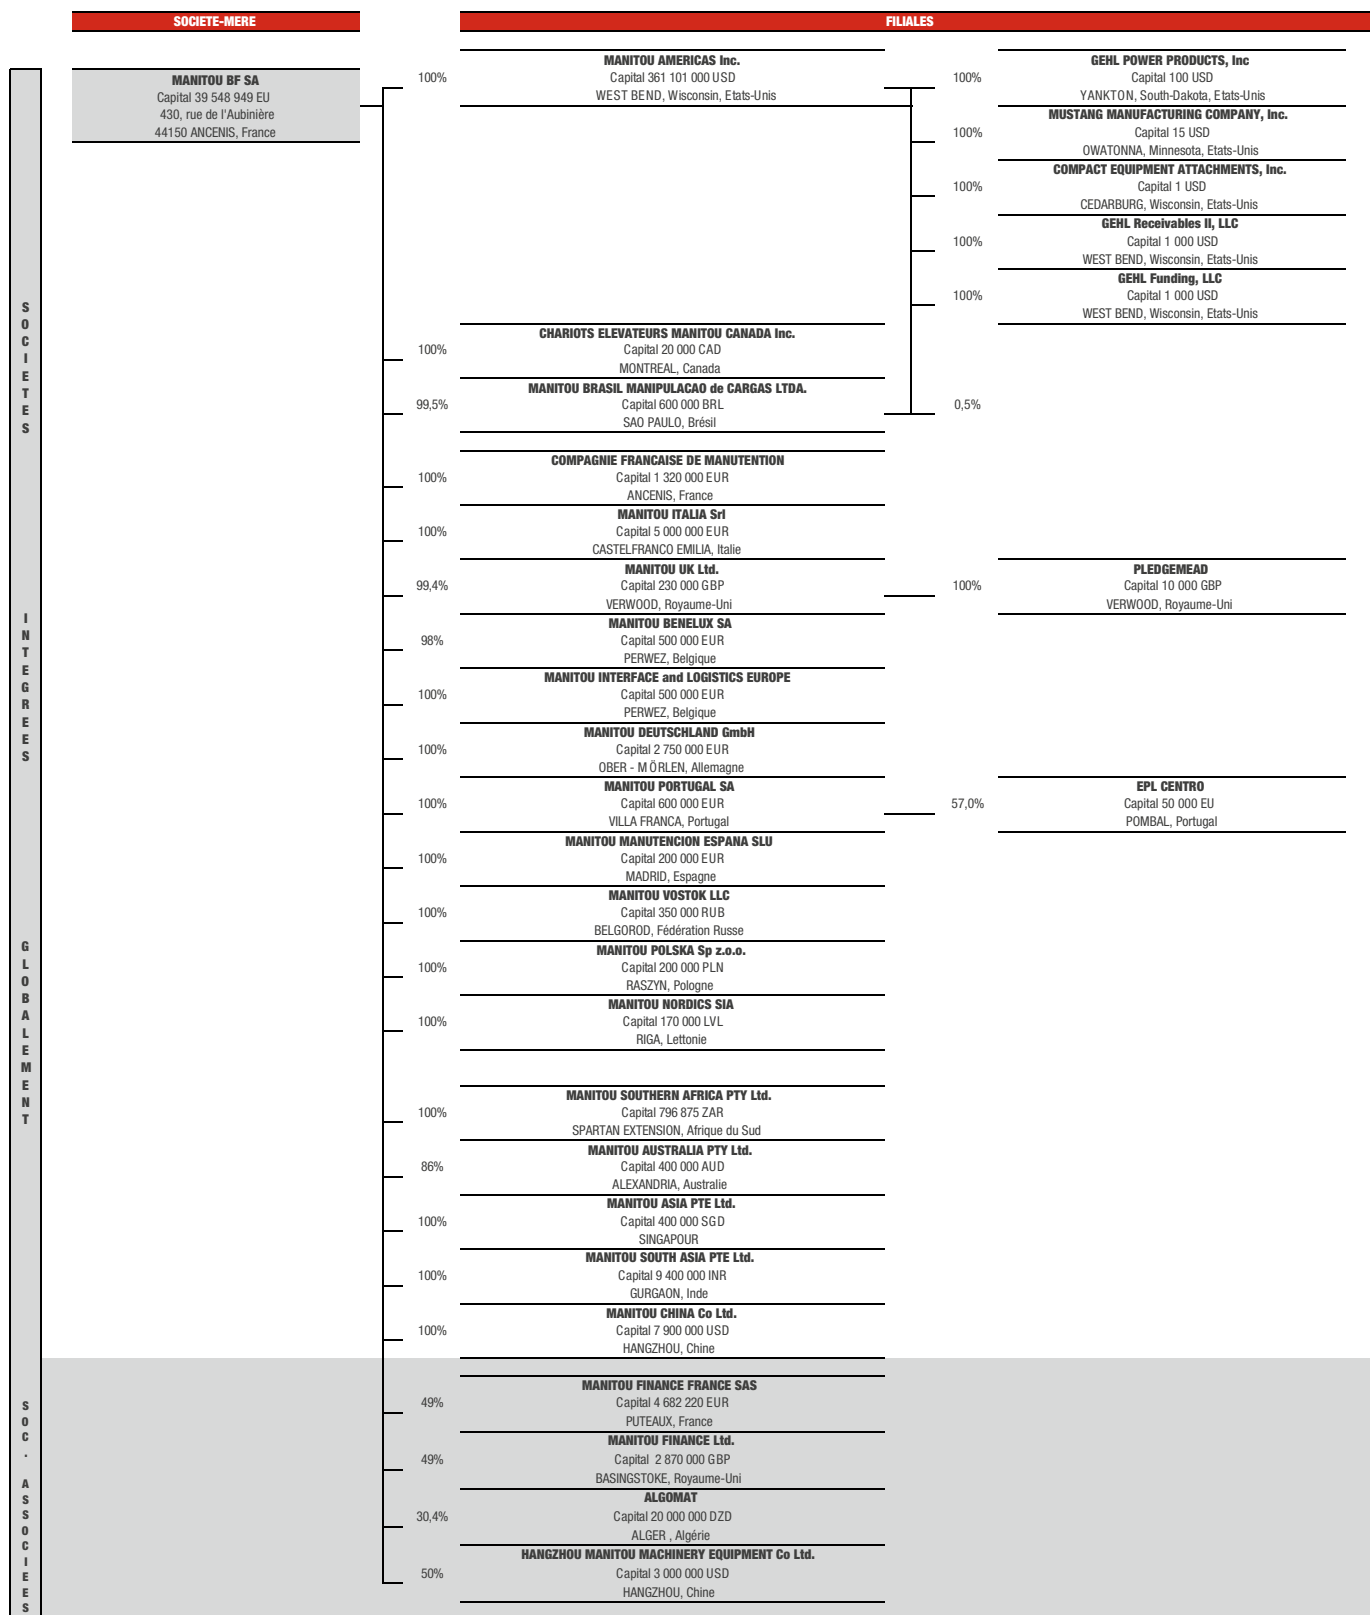 SOCIETE-MERE
FILIALES
SOCIETES INTEGREES GLOBALEMENT
MANITOU BF SA
Capital 39 548 949 EU
430, rue de l'Aubinière
44150 ANCENIS, France
100%
MANITOU AMERICAS Inc.
Capital 361 101 000 USD
WEST BEND, Wisconsin, Etats-Unis
100%
GEHL POWER PRODUCTS, Inc
Capital 100 USD
YANKTON, South-Dakota, Etats-Unis
100%
MUSTANG MANUFACTURING COMPANY, Inc.
Capital 15 USD
OWATONNA, Minnesota, Etats-Unis
100%
COMPACT EQUIPMENT ATTACHMENTS, Inc.
Capital 1 USD
CEDARBURG, Wisconsin, Etats-Unis
100%
GEHL Receivables II, LLC
Capital 1 000 USD
WEST BEND, Wisconsin, Etats-Unis
100%
GEHL Funding, LLC
Capital 1 000 USD
WEST BEND, Wisconsin, Etats-Unis
100%
CHARIOTS ELEVATEURS MANITOU CANADA Inc.
Capital 20 000 CAD
MONTREAL, Canada
99,5%
MANITOU BRASIL MANIPULACAO de CARGAS LTDA.
Capital 600 000 BRL
SAO PAULO, Brésil
0,5%
100%
COMPAGNIE FRANCAISE DE MANUTENTION
Capital 1 320 000 EUR
ANCENIS, France
100%
MANITOU ITALIA Srl
Capital 5 000 000 EUR
CASTELFRANCO EMILIA, Italie
99,4%
MANITOU UK Ltd.
Capital 230 000 GBP
VERWOOD, Royaume-Uni
100%
PLEDGEMEAD
Capital 10 000 GBP
VERWOOD, Royaume-Uni
98%
MANITOU BENELUX SA
Capital 500 000 EUR
PERWEZ, Belgique
100%
MANITOU INTERFACE and LOGISTICS EUROPE
Capital 500 000 EUR
PERWEZ, Belgique
100%
MANITOU DEUTSCHLAND GmbH
Capital 2 750 000 EUR
OBER - M ÖRLEN, Allemagne
100%
MANITOU PORTUGAL SA
Capital 600 000 EUR
VILLA FRANCA, Portugal
57,0%
EPL CENTRO
Capital 50 000 EU
POMBAL, Portugal
100%
MANITOU MANUTENCION ESPANA SLU
Capital 200 000 EUR
MADRID, Espagne
100%
MANITOU VOSTOK LLC
Capital 350 000 RUB
BELGOROD, Fédération Russe
100%
MANITOU POLSKA Sp z.o.o.
Capital 200 000 PLN
RASZYN, Pologne
100%
MANITOU NORDICS SIA
Capital 170 000 LVL
RIGA, Lettonie
100%
MANITOU SOUTHERN AFRICA PTY Ltd.
Capital 796 875 ZAR
SPARTAN EXTENSION, Afrique du Sud
86%
MANITOU AUSTRALIA PTY Ltd.
Capital 400 000 AUD
ALEXANDRIA, Australie
100%
MANITOU ASIA PTE Ltd.
Capital 400 000 SGD
SINGAPOUR
100%
MANITOU SOUTH ASIA PTE Ltd.
Capital 9 400 000 INR
GURGAON, Inde
100%
MANITOU CHINA Co Ltd.
Capital 7 900 000 USD
HANGZHOU, Chine
SOC. ASSOCIEES
49%
MANITOU FINANCE FRANCE SAS
Capital 4 682 220 EUR
PUTEAUX, France
49%
MANITOU FINANCE Ltd.
Capital 2 870 000 GBP
BASINGSTOKE, Royaume-Uni
30,4%
ALGOMAT
Capital 20 000 000 DZD
ALGER , Algérie
50%
HANGZHOU MANITOU MACHINERY EQUIPMENT Co Ltd.
Capital 3 000 000 USD
HANGZHOU, Chine